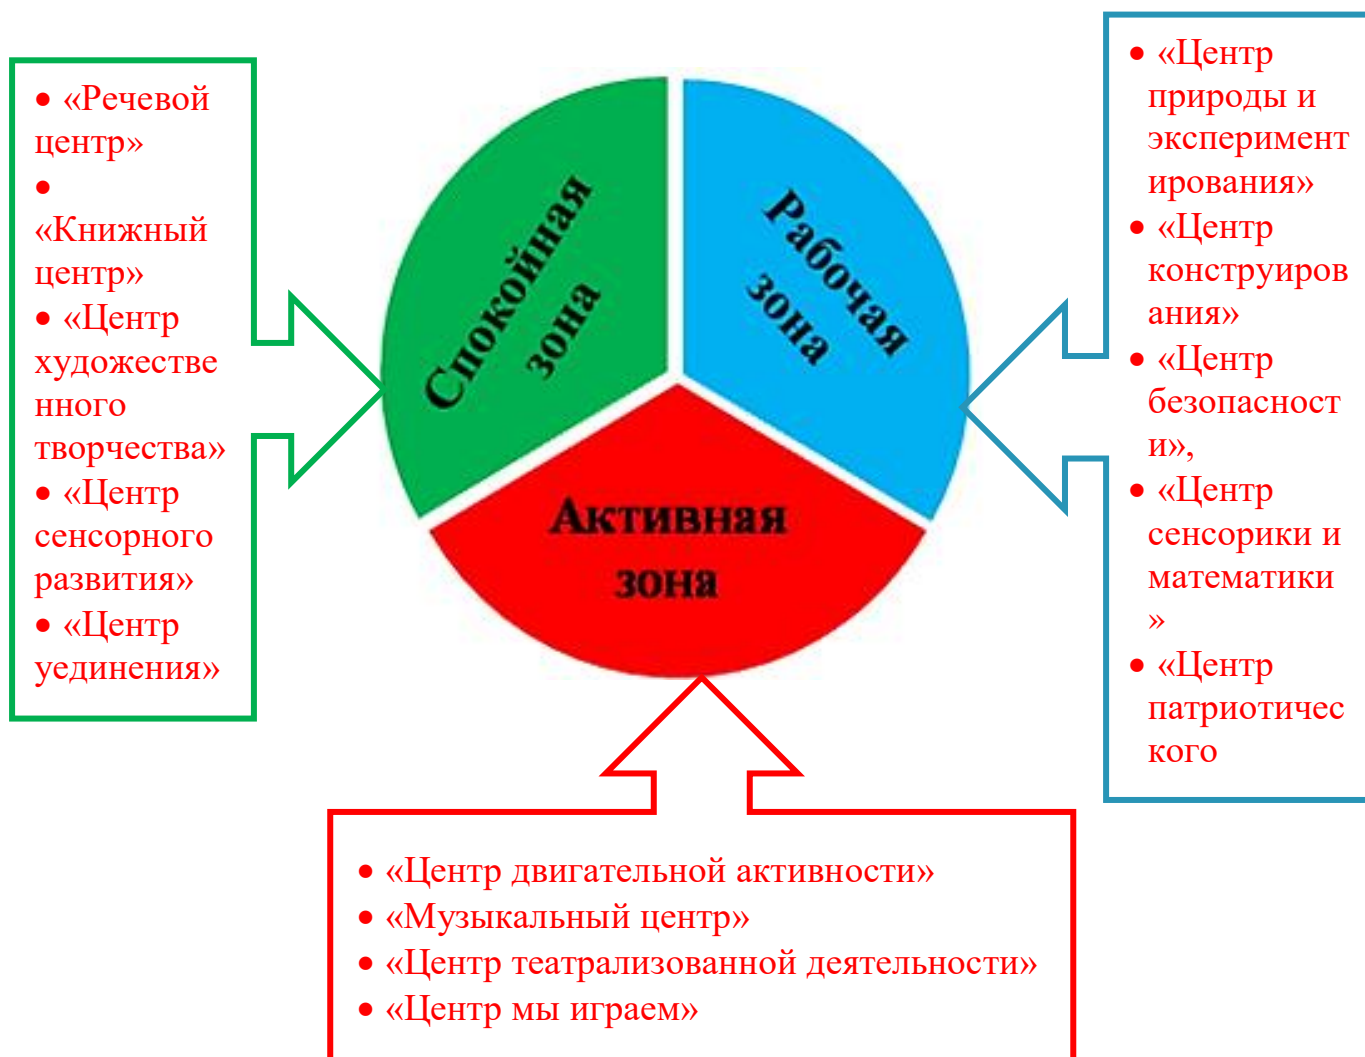 • «Речевой
центр»
•
«Книжный
центр»
• «Центр
художестве
нного
творчества»
• «Центр
сенсорного
развития»
• «Центр
уединения»
Спокойная
зона
Рабочая
зона
Активная
зона
• «Центр
природы и
эксперимент
ирования»
• «Центр
конструиров
ания»
• «Центр
безопасност
и»,
• «Центр
сенсорики и
математики
»
• «Центр
патриотичес
кого
• «Центр двигательной активности»
• «Музыкальный центр»
• «Центр театрализованной деятельности»
• «Центр мы играем»